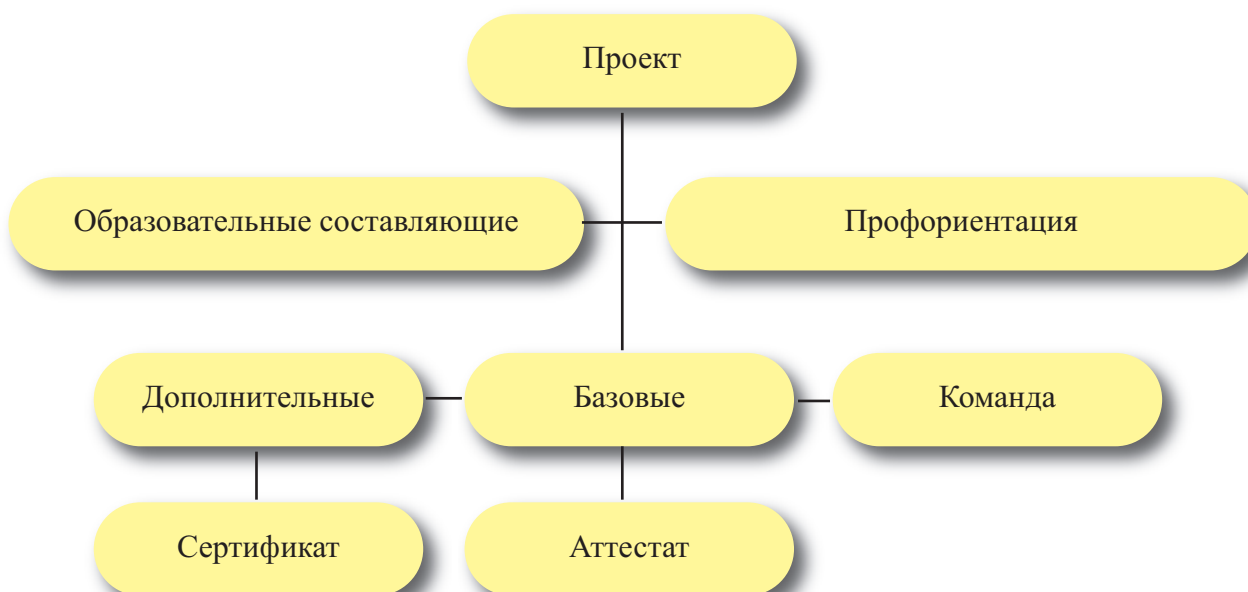 Проект
Образовательные составляющие
Профориентация
Дополнительные
Базовые
Команда
Сертификат
Аттестат